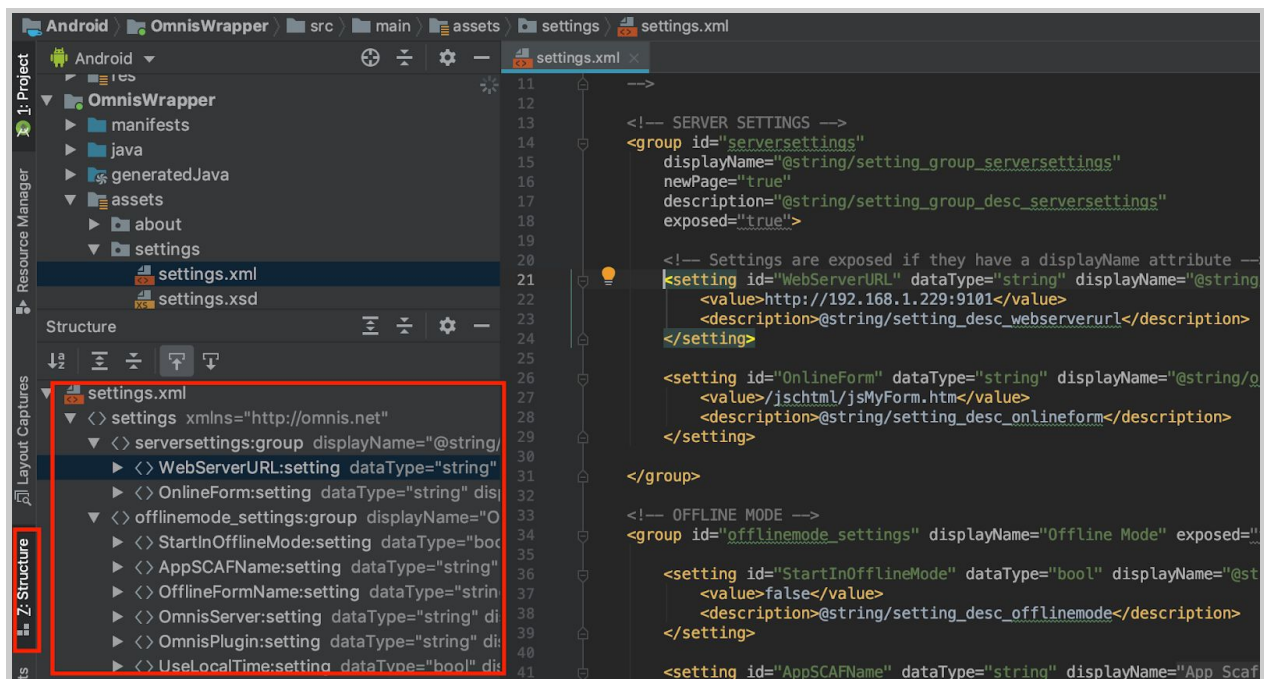 Android OmnisWrapper src main assets settings settings.xml
1: Project
Resource Manager
Layout Captures
Z: Structure
Android
res
OmnisWrapper
manifests
java
generatedJava
assets
about
settings
settings.xml
settings.xsd
Structure
settings.xml
settings xmlns="http://omnis.net"
serversettings:group displayName="@string/
WebServerURL:setting dataType="string"
OnlineForm:setting dataType="string" dis
offlinemode_settings:group displayName="O
StartInOfflineMode:setting dataType="boo
AppSCAFName:setting dataType="string"
OfflineFormName:setting dataType="strin
OmnisServer:setting dataType="string" di
OmnisPlugin:setting dataType="string" di
UseLocalTime:setting dataType="bool" dis
settings.xml
11 -->
12
13 <!-- SERVER SETTINGS -->
14 <group id="serversettings"
15 displayName="@string/setting_group_serversettings"
16 newPage="true"
17 description="@string/setting_group_desc_serversettings"
18 exposed="true">
19
20 <!-- Settings are exposed if they have a displayName attribute --
21 <setting id="WebServerURL" dataType="string" displayName="@string
22 <value>http://192.168.1.229:9101</value>
23 <description>@string/setting_desc_webserverurl</description>
24 </setting>
25
26 <setting id="OnlineForm" dataType="string" displayName="@string/o
27 <value>/jschtml/jsMyForm.htm</value>
28 <description>@string/setting_desc_onlineform</description>
29 </setting>
30
31 </group>
32
33 <!-- OFFLINE MODE -->
34 <group id="offlinemode_settings" displayName="Offline Mode" exposed="
35
36 <setting id="StartInOfflineMode" dataType="bool" displayName="@st
37 <value>false</value>
38 <description>@string/setting_desc_offlinemode</description>
39 </setting>
40
41 <setting id="AppSCAFName" dataType="string" displayName="App Scaf